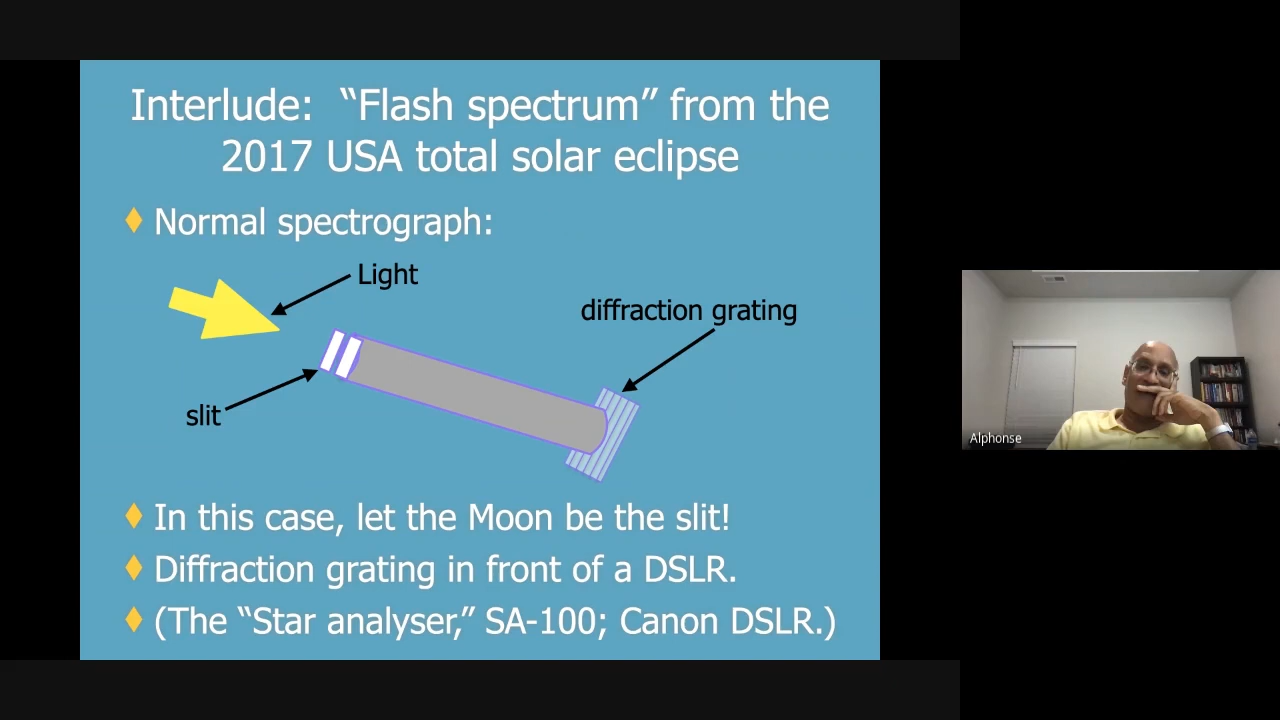 Interlude:  “Flash spectrum” from the
2017 USA total solar eclipse
Normal spectrograph:
Light
diffraction grating
slit
In this case, let the Moon be the slit!
Diffraction grating in front of a DSLR.
(The “Star analyser,” SA-100; Canon DSLR.)
Alphonse